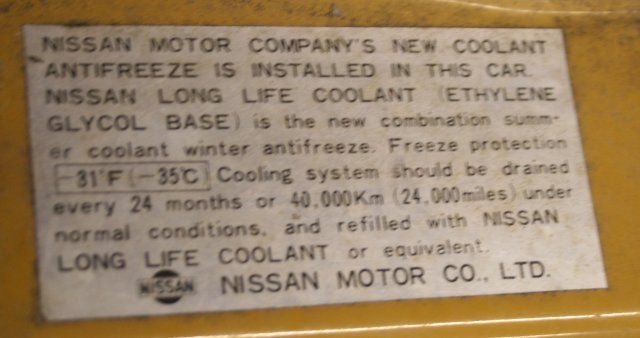 NISSAN MOTOR COMPANY'S NEW COOLANT
ANTIFREEZE IS INSTALLED IN THIS CAR.
NISSAN LONG LIFE COOLANT (ETHYLENE
GLYCOL BASE) is the new combination summ-
er coolant winter antifreeze. Freeze protection
-31°F (-35°C) Cooling system should be drained
every 24 months or 40,000Km (24,000miles) under
normal conditions, and refilled with NISSAN
LONG LIFE COOLANT or equivalent.
NISSAN NISSAN MOTOR CO., LTD.